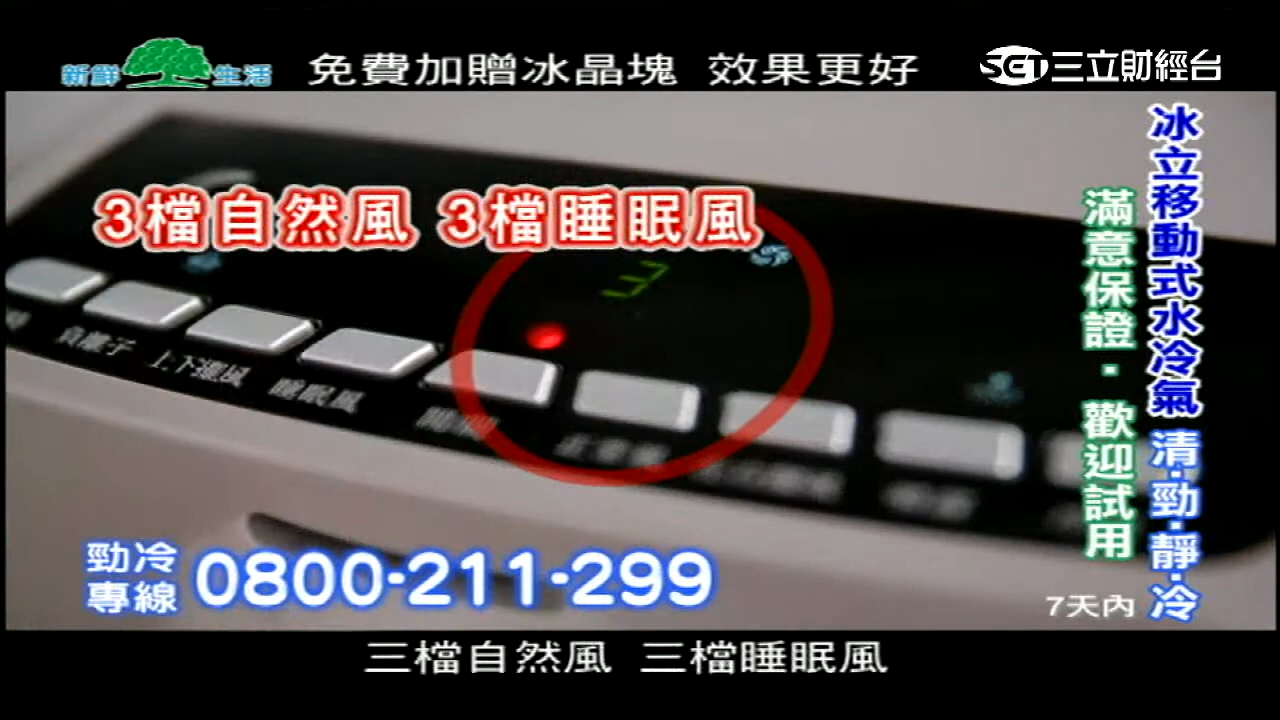 新鮮生活
免費加贈冰晶塊 效果更好
SET三立財經台
3檔自然風 3檔睡眠風
3
負離子
上下擺風
睡眠風
冰立移動式水冷氣 清·勁·靜·冷
滿意保證·歡迎試用
7天內
勁冷專線 0800-211-299
三檔自然風 三檔睡眠風